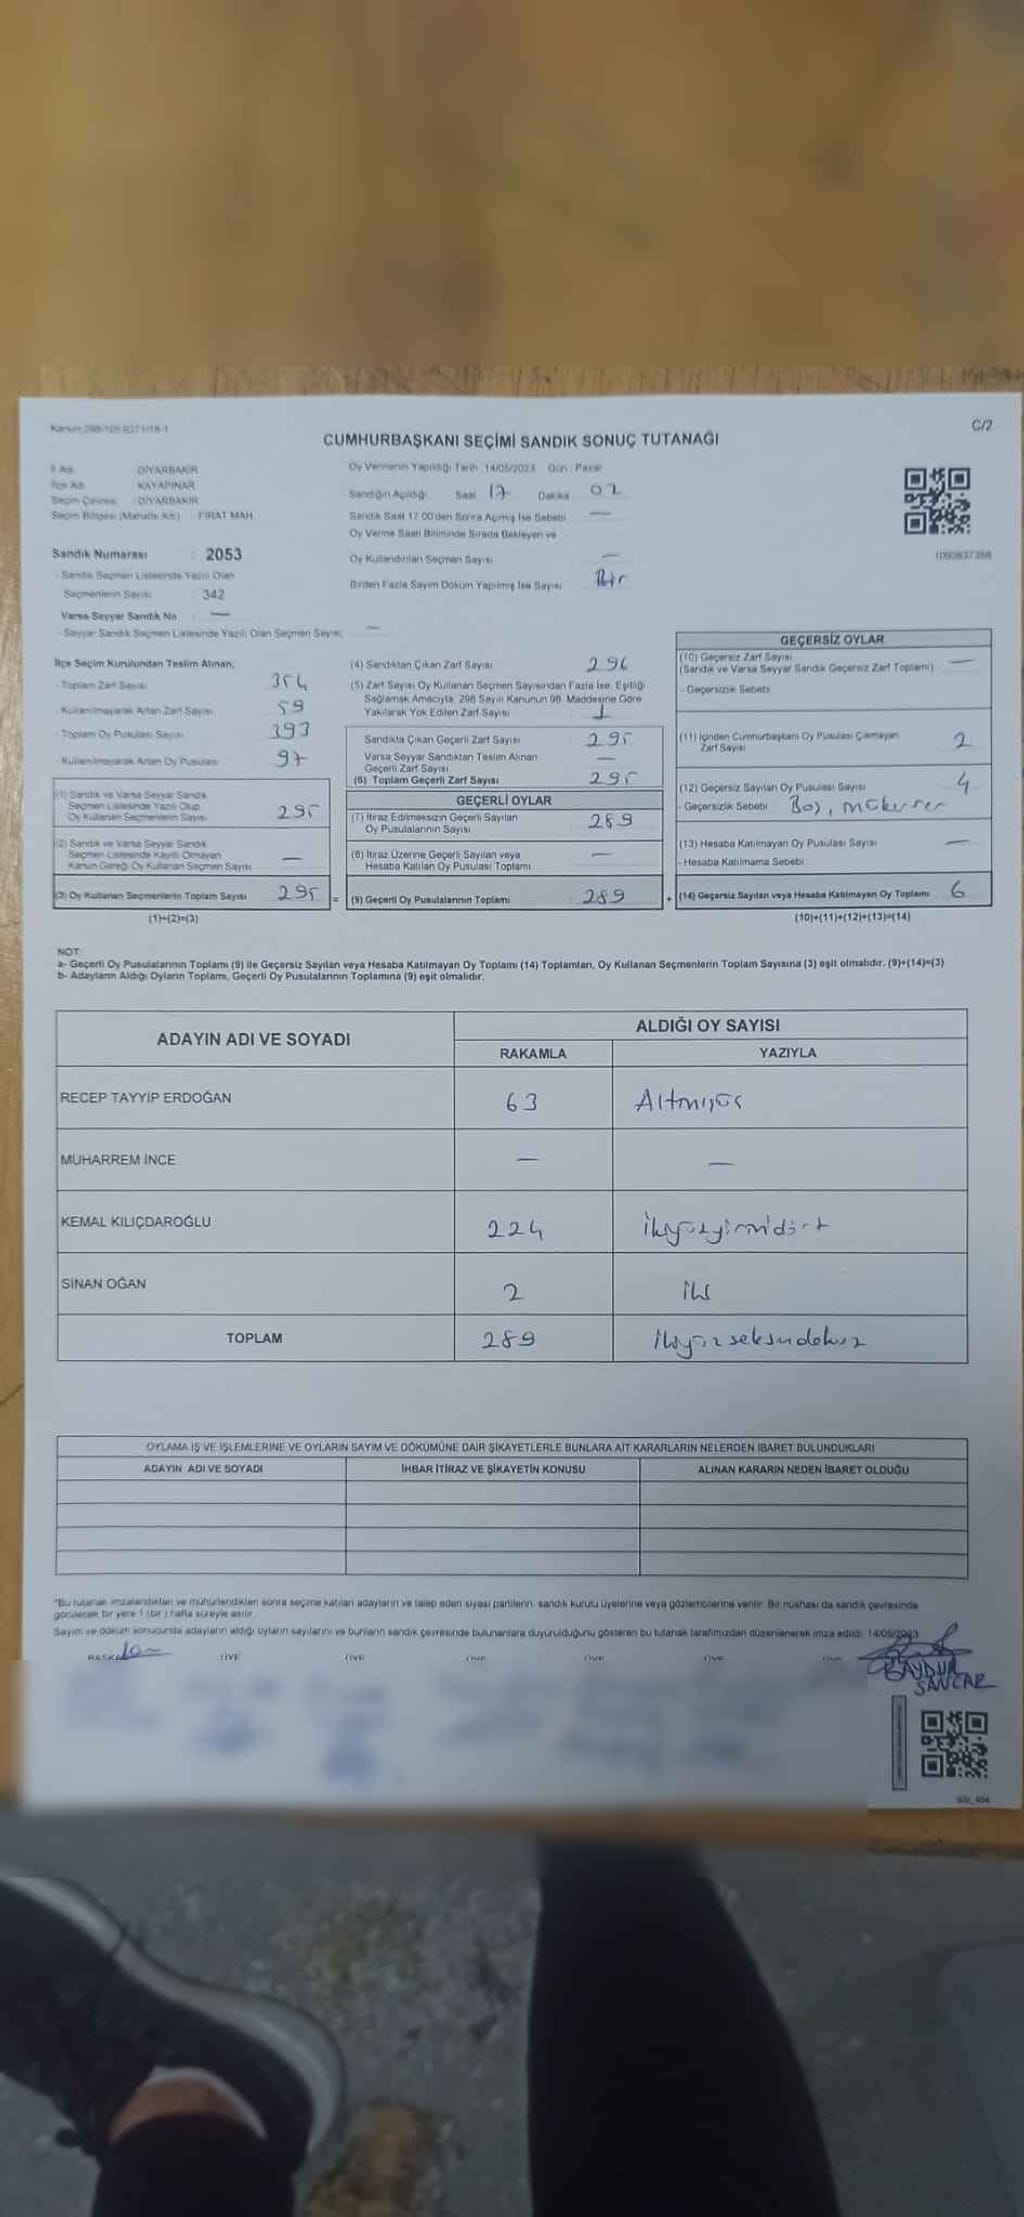 Kanun:298/105,6271/18-1
C/2
CUMHURBAŞKANI SEÇİMİ SANDIK SONUÇ TUTANAĞI
İl Adı : DİYARBAKIR
İlçe Adı : KAYAPINAR
Seçim Çevresi : DİYARBAKIR
Seçim Bölgesi (Mahalle Adı) : FIRAT MAH.
Oy Vermenin Yapıldığı Tarih: 14/05/2023 Gün: Pazar
Sandığın Açıldığı Saat 17 Dakika 02
Sandık Saat 17:00'den Sonra Açılmış İse Sebebi —
Oy Verme Saati Bitiminde Sırada Bekleyen ve
Oy Kullandırılan Seçmen Sayısı —
Birden Fazla Sayım Döküm Yapılmış İse Sayısı Bir
1093837358
Sandık Numarası : 2053
- Sandık Seçmen Listesinde Yazılı Olan
Seçmenlerin Sayısı 342
Varsa Seyyar Sandık No —
- Seyyar Sandık Seçmen Listesinde Yazılı Olan Seçmen Sayısı: —
İlçe Seçim Kurulundan Teslim Alınan;
- Toplam Zarf Sayısı 354
- Kullanılmayarak Artan Zarf Sayısı 59
- Toplam Oy Pusulası Sayısı 393
- Kullanılmayarak Artan Oy Pusulası 97
(1) Sandık ve Varsa Seyyar Sandık
Seçmen Listesinde Yazılı Olup
Oy Kullanan Seçmenlerin Sayısı 295
(2) Sandık ve Varsa Seyyar Sandık
Seçmen Listesinde Kayıtlı Olmayan
Kanun Gereği Oy Kullanan Seçmen Sayısı —
(3) Oy Kullanan Seçmenlerin Toplam Sayısı 295
(1)+(2)=(3)
(4) Sandıktan Çıkan Zarf Sayısı 296
(5) Zarf Sayısı Oy Kullanan Seçmen Sayısından Fazla İse, Eşitliği
Sağlamak Amacıyla, 298 Sayılı Kanunun 98. Maddesine Göre
Yakılarak Yok Edilen Zarf Sayısı 1
Sandıkta Çıkan Geçerli Zarf Sayısı 295
Varsa Seyyar Sandıktan Teslim Alınan
Geçerli Zarf Sayısı —
(6) Toplam Geçerli Zarf Sayısı 295
GEÇERLİ OYLAR
(7) İtiraz Edilmeksizin Geçerli Sayılan
Oy Pusulalarının Sayısı 289
(8) İtiraz Üzerine Geçerli Sayılan veya
Hesaba Katılan Oy Pusulası Toplamı —
= (9) Geçerli Oy Pusulalarının Toplamı 289
GEÇERSİZ OYLAR
(10) Geçersiz Zarf Sayısı
(Sandık ve Varsa Seyyar Sandık Geçersiz Zarf Toplamı) —
- Geçersizlik Sebebi
(11) İçinden Cumhurbaşkanı Oy Pusulası Çıkmayan
Zarf Sayısı 2
(12) Geçersiz Sayılan Oy Pusulası Sayısı 4
- Geçersizlik Sebebi Boş, mükerrer
(13) Hesaba Katılmayan Oy Pusulası Sayısı —
- Hesaba Katılmama Sebebi
+ (14) Geçersiz Sayılan veya Hesaba Katılmayan Oy Toplamı 6
(10)+(11)+(12)+(13)=(14)
NOT:
a- Geçerli Oy Pusulalarının Toplamı (9) ile Geçersiz Sayılan veya Hesaba Katılmayan Oy Toplamı (14) Toplamları, Oy Kullanan Seçmenlerin Toplam Sayısına (3) eşit olmalıdır. (9)+(14)=(3)
b- Adayların Aldığı Oyların Toplamı, Geçerli Oy Pusulalarının Toplamına (9) eşit olmalıdır.
ADAYIN ADI VE SOYADI
ALDIĞI OY SAYISI
RAKAMLA YAZIYLA
RECEP TAYYİP ERDOĞAN 63 Altmışüç
MUHARREM İNCE — —
KEMAL KILIÇDAROĞLU 224 ikiyüzyirmidört
SİNAN OĞAN 2 iki
TOPLAM 289 ikiyüzseksendokuz
OYLAMA İŞ VE İŞLEMLERİNE VE OYLARIN SAYIM VE DÖKÜMÜNE DAİR ŞİKAYETLERLE BUNLARA AİT KARARLARIN NELERDEN İBARET BULUNDUKLARI
ADAYIN ADI VE SOYADI İHBAR İTİRAZ VE ŞİKAYETİN KONUSU ALINAN KARARIN NEDEN İBARET OLDUĞU
*Bu tutanak imzalandıktan ve mühürlendikten sonra seçime katılan adayların ve talep eden siyasi partilerin, sandık kurulu üyelerine veya gözlemcilerine verilir. Bir nüshası da sandık çevresinde
görülecek bir yere 1 (bir) hafta süreyle asılır.
Sayım ve döküm sonucunda adayların aldığı oyların sayılarını ve bunların sandık çevresinde bulunanlara duyurulduğunu gösteren bu tutanak tarafımızdan düzenlenerek imza edildi. 14/05/2023
BAŞKAN ÜYE ÜYE ÜYE ÜYE ÜYE
SANCAR